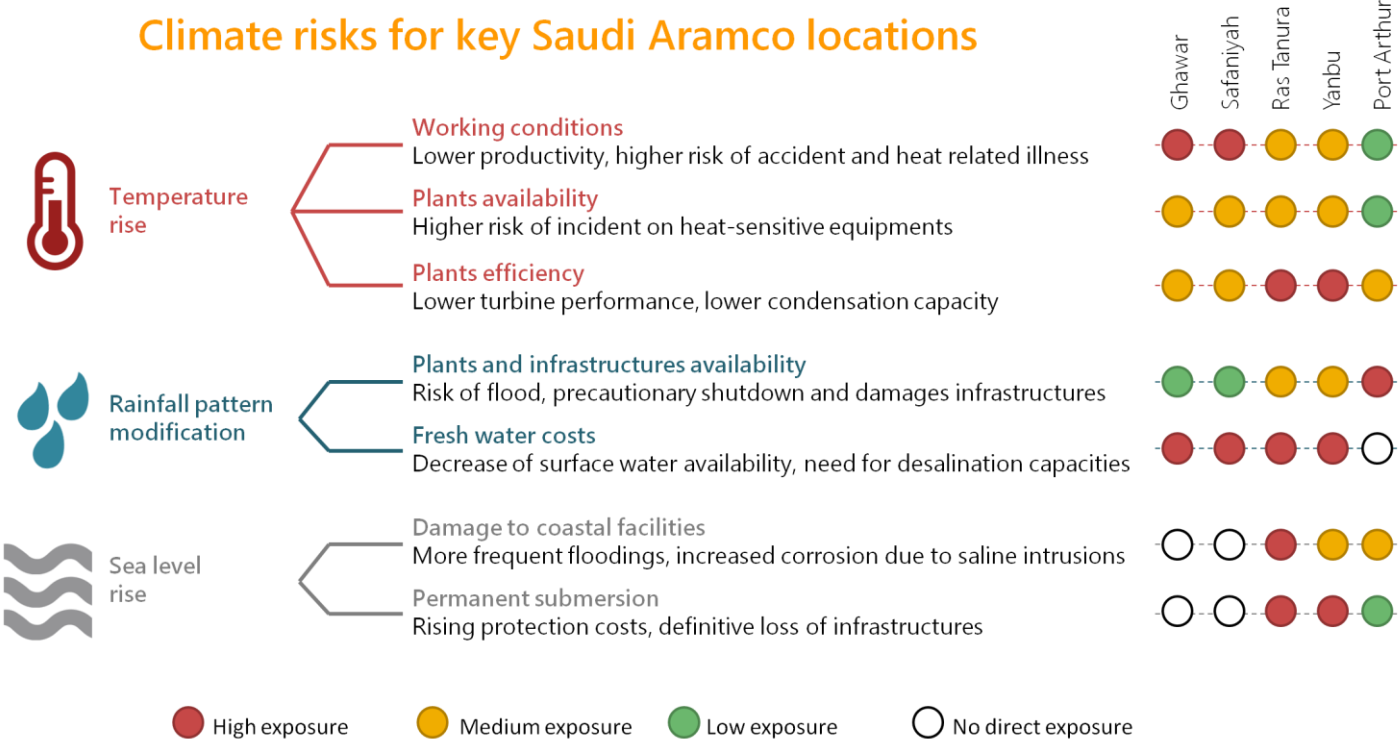 Climate risks for key Saudi Aramco locations
Ghawar
Safaniyah
Ras Tanura
Yanbu
Port Arthur
Temperature
rise
Working conditions
Lower productivity, higher risk of accident and heat related illness
Plants availability
Higher risk of incident on heat-sensitive equipments
Plants efficiency
Lower turbine performance, lower condensation capacity
Rainfall pattern
modification
Plants and infrastructures availability
Risk of flood, precautionary shutdown and damages infrastructures
Fresh water costs
Decrease of surface water availability, need for desalination capacities
Sea level
rise
Damage to coastal facilities
More frequent floodings, increased corrosion due to saline intrusions
Permanent submersion
Rising protection costs, definitive loss of infrastructures
High exposure
Medium exposure
Low exposure
No direct exposure